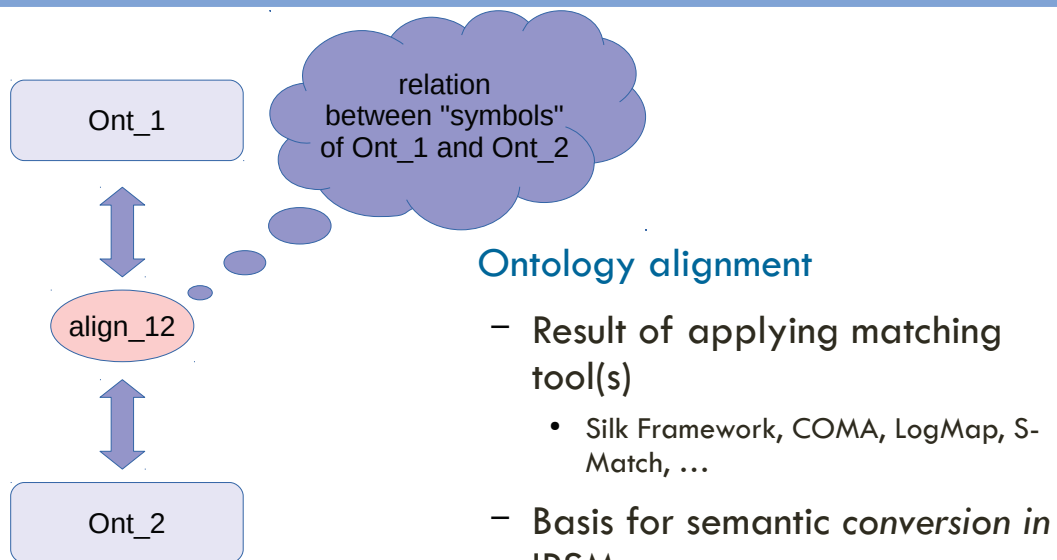 relation
between "symbols"
of Ont_1 and Ont_2
Ont_1
align_12
Ont_2
Ontology alignment
– Result of applying matching
tool(s)
• Silk Framework, COMA, LogMap, S-
Match, …
– Basis for semantic conversion in